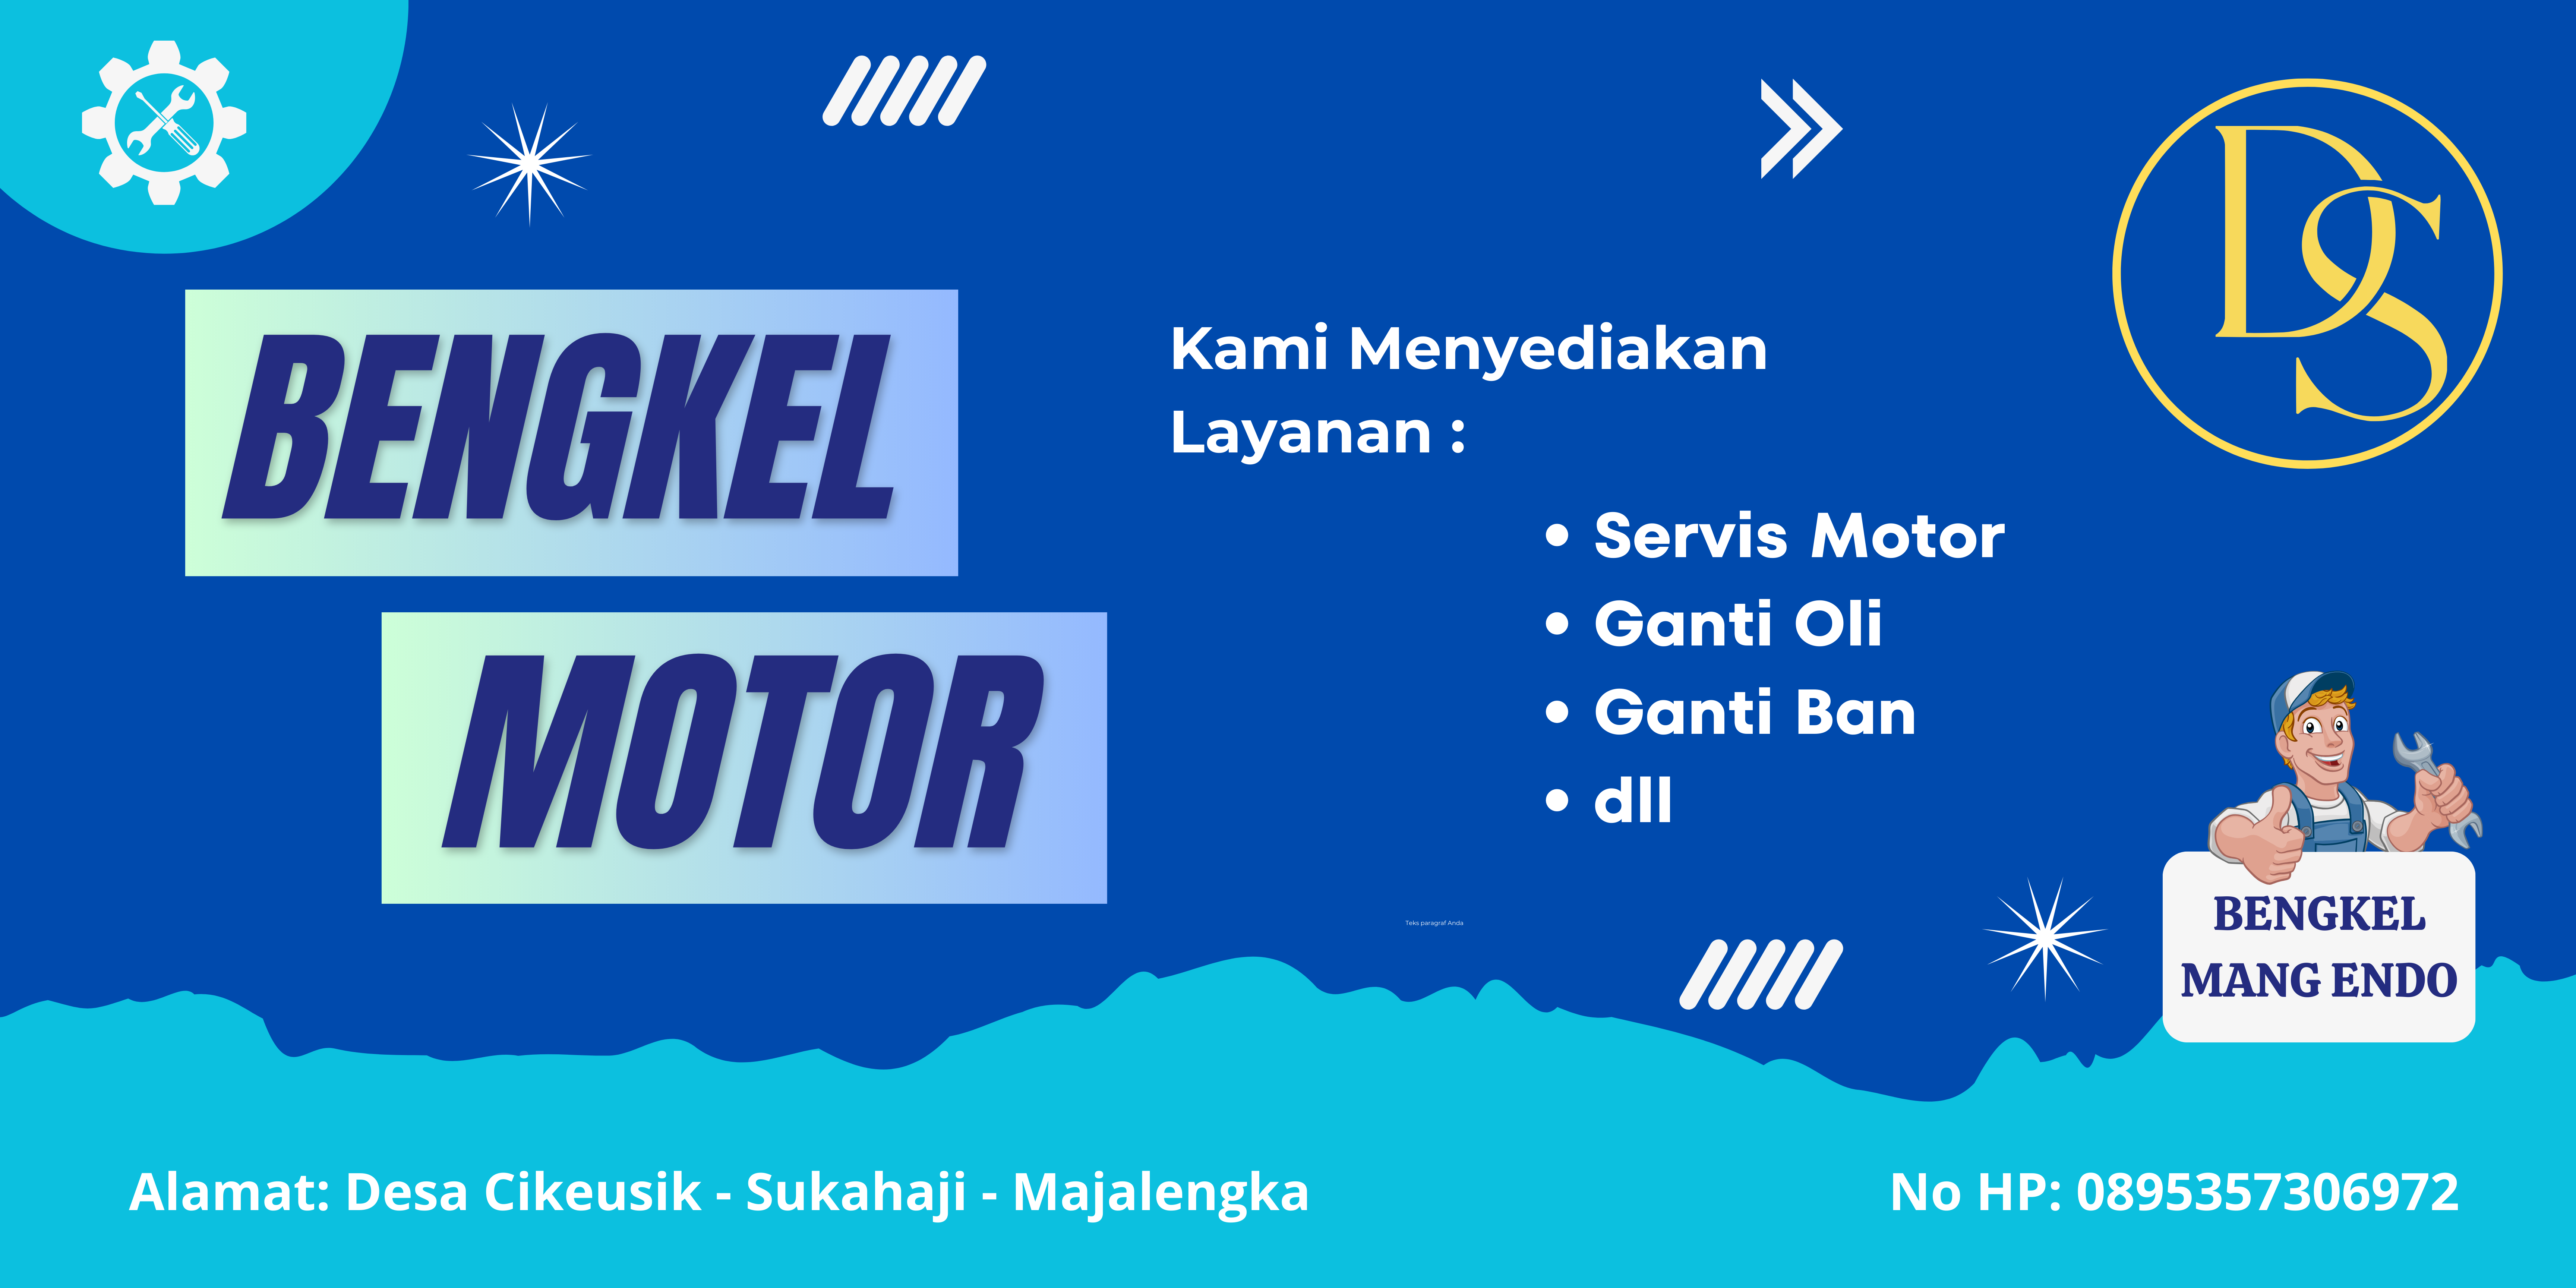 DS
BENGKEL
MOTOR
Kami Menyediakan
Layanan :
• Servis Motor
• Ganti Oli
• Ganti Ban
• dll
Teks paragraf Anda
BENGKEL
MANG ENDO
Alamat: Desa Cikeusik - Sukahaji - Majalengka
No HP: 0895357306972